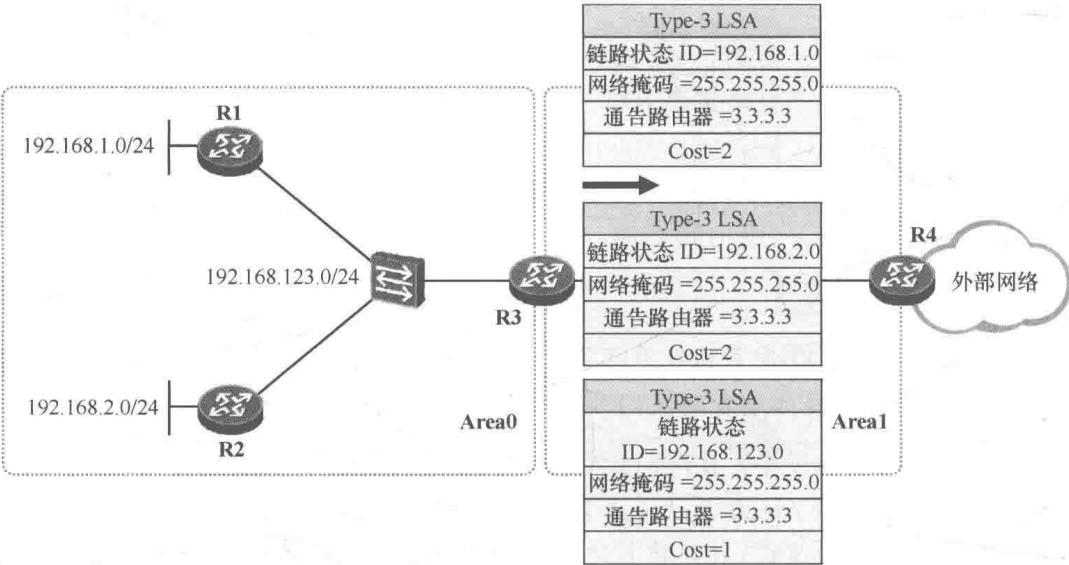 Type-3 LSA
链路状态 ID=192.168.1.0
网络掩码 =255.255.255.0
通告路由器 =3.3.3.3
Cost=2
R1
192.168.1.0/24
Type-3 LSA
链路状态 ID=192.168.2.0
网络掩码 =255.255.255.0
通告路由器 =3.3.3.3
Cost=2
192.168.123.0/24
R3
R4
外部网络
192.168.2.0/24
R2
Area0
Type-3 LSA
链路状态
ID=192.168.123.0
网络掩码 =255.255.255.0
通告路由器 =3.3.3.3
Cost=1
Area1